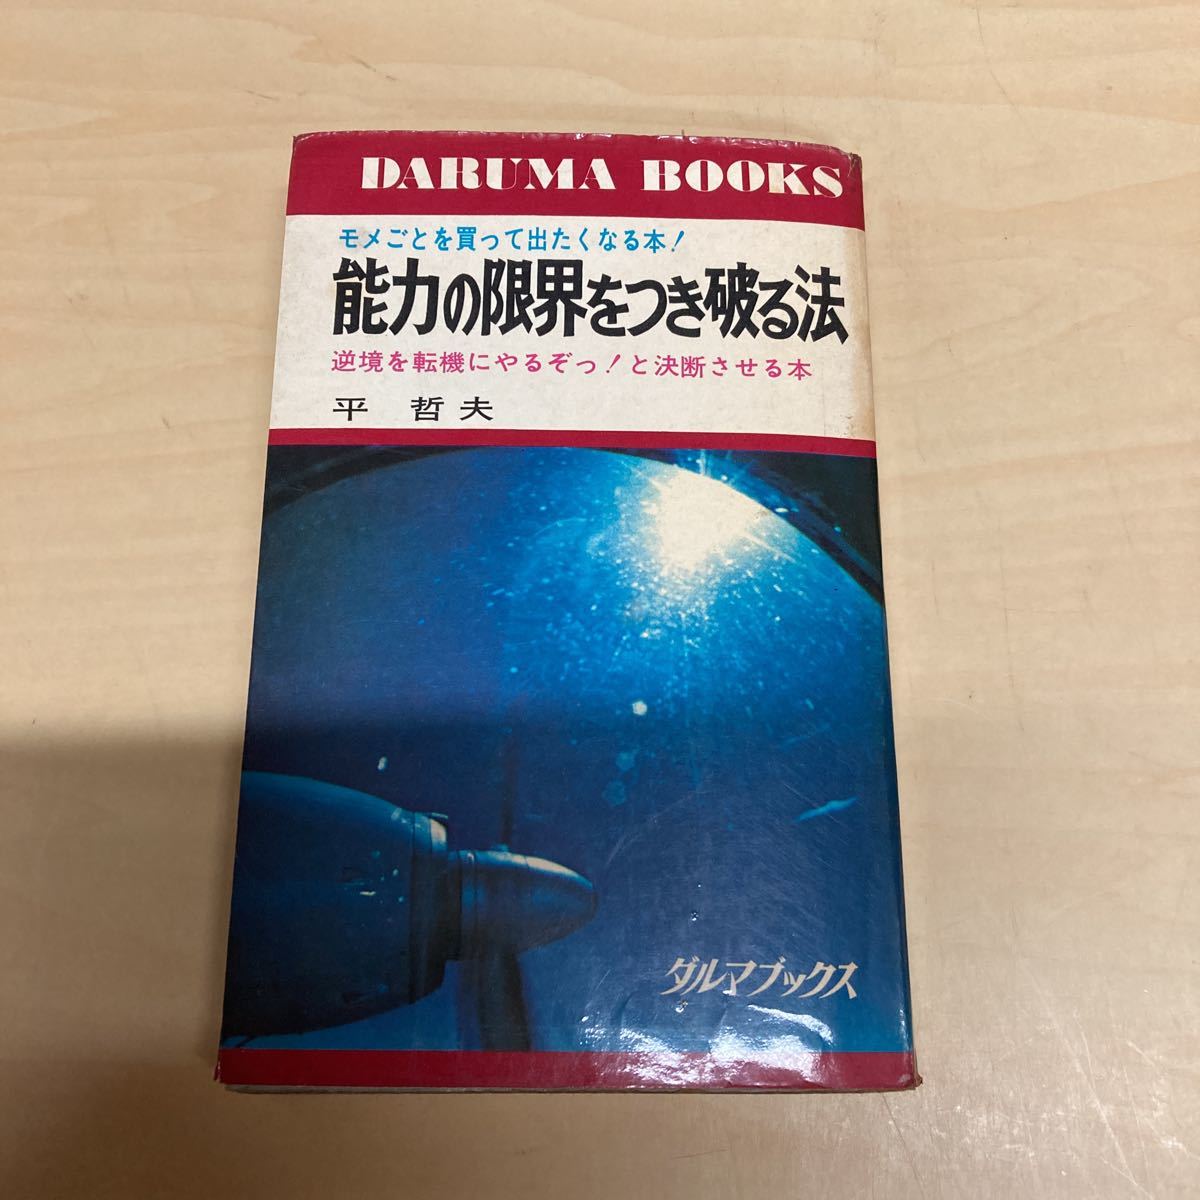 DARUMA BOOKS
モメごとを買って出たくなる本!
能力の限界をつき破る法
逆境を転機にやるぞっ!と決断させる本
平 哲夫
ダルマブックス